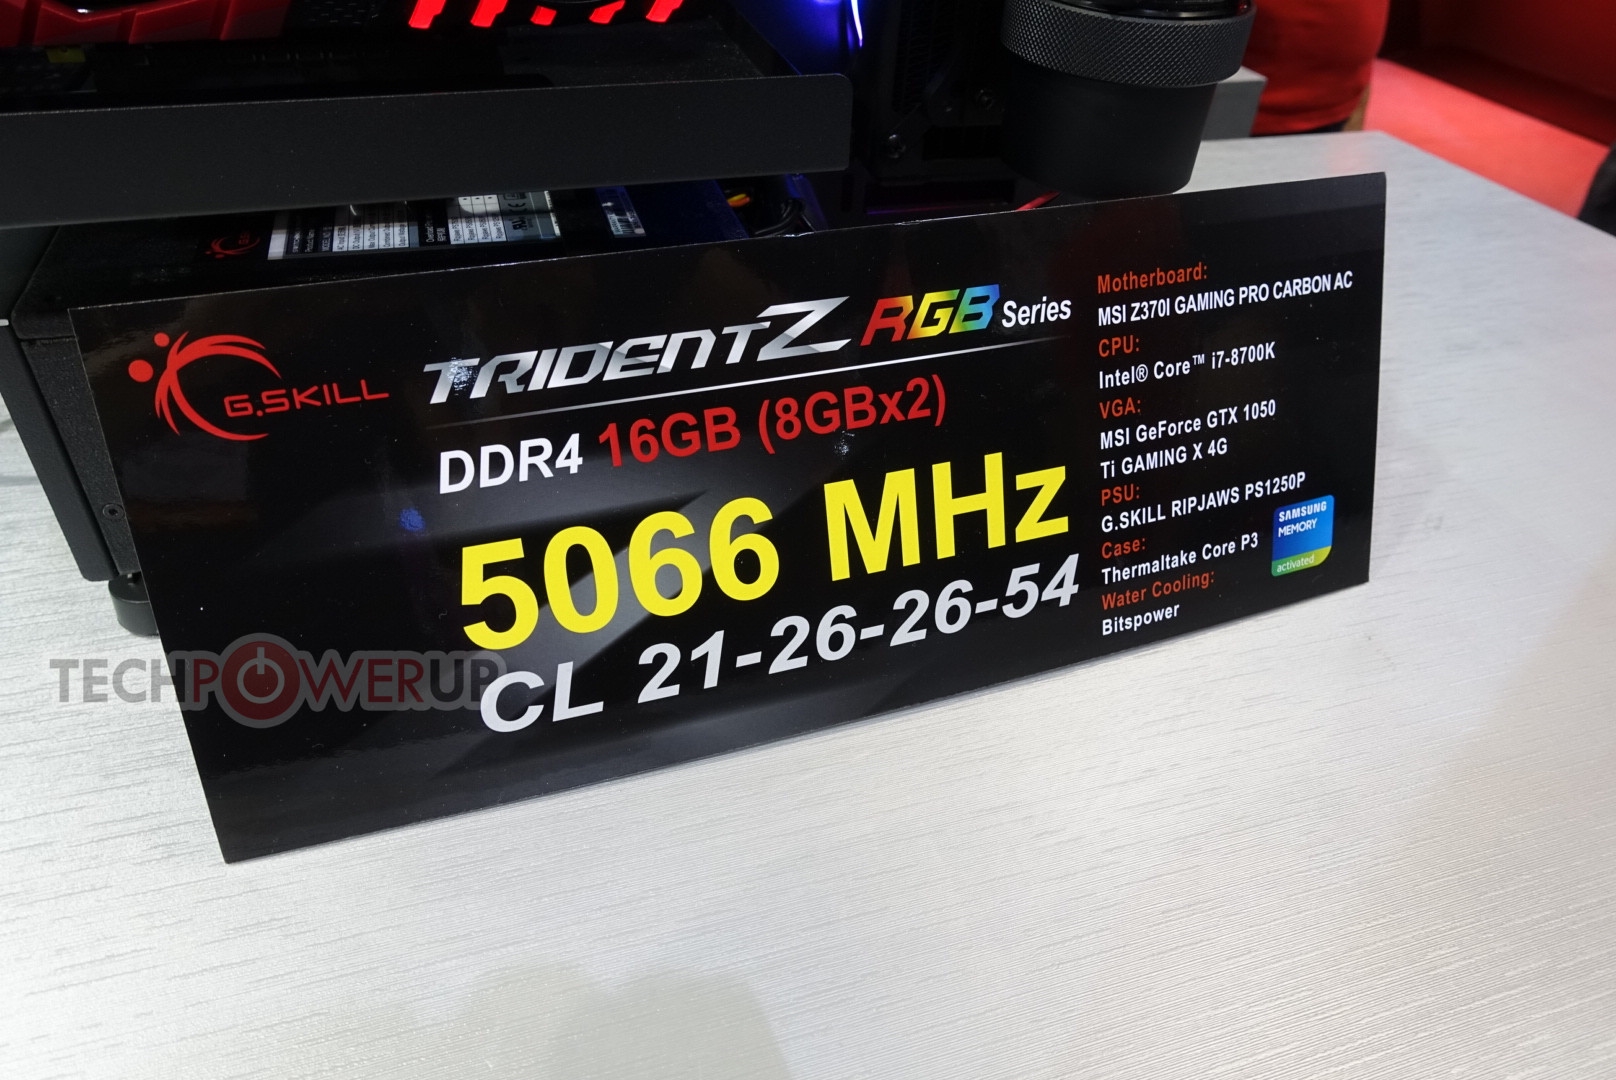 G.SKILL
TRIDENTZ RGB Series
DDR4 16GB (8GBx2)
5066 MHz
CL 21-26-26-54
Motherboard:
MSI Z370I GAMING PRO CARBON AC
CPU:
Intel® Core™ i7-8700K
VGA:
MSI GeForce GTX 1050
Ti GAMING X 4G
PSU:
G.SKILL RIPJAWS PS1250P
Case:
Thermaltake Core P3
Water Cooling:
Bitspower
SAMSUNG
MEMORY
activated
TECHPOWERUP